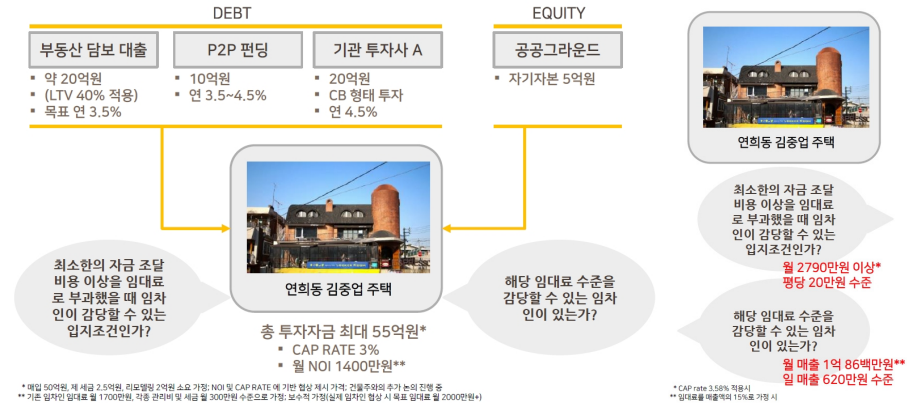 DEBT
EQUITY
부동산 담보 대출
P2P 펀딩
기관 투자사 A
공공그라운드
▪ 약 20억원
▪ (LTV 40% 적용)
▪ 목표 연 3.5%
▪ 10억원
▪ 연 3.5~4.5%
▪ 20억원
▪ CB 형태 투자
▪ 연 4.5%
▪ 자기자본 5억원
연희동 김중업 주택
최소한의 자금 조달
비용 이상을 임대료
로 부과했을 때 임차
인이 감당할 수 있는
입지조건인가?
해당 임대료 수준을
감당할 수 있는 임차
인이 있는가?
총 투자자금 최대 55억원*
▪ CAP RATE 3%
▪ 월 NOI 1400만원**
* 매입 50억원, 제 세금 2.5억원, 리모델링 2억원 소요 가정; NOI 및 CAP RATE 에 기반 협상 제시 가격; 건물주와의 추가 논의 진행 중
** 기존 임차인 임대료 월 1700만원, 각종 관리비 및 세금 월 300만원 수준으로 가정; 보수적 가정(실제 임차인 협상 시 목표 임대료 월 2000만원+)
연희동 김중업 주택
최소한의 자금 조달
비용 이상을 임대료
로 부과했을 때 임차
인이 감당할 수 있는
입지조건인가?
월 2790만원 이상*
평당 20만원 수준
해당 임대료 수준을
감당할 수 있는 임차
인이 있는가?
월 매출 1억 86백만원**
일 매출 620만원 수준
* CAP rate 3.58% 적용시
** 임대료를 매출액의 15%로 가정 시